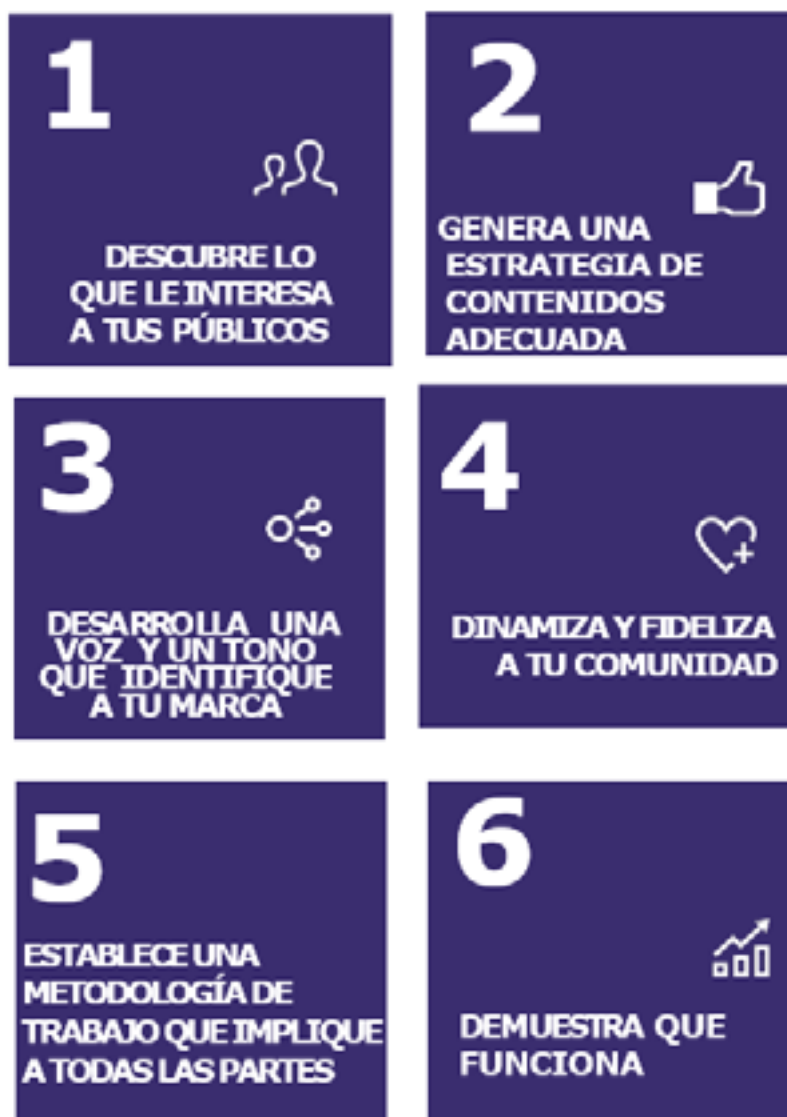 1
DESCUBRE LO
QUE LE INTERESA
A TUS PÚBLICOS
2
GENERA UNA
ESTRATEGIA DE
CONTENIDOS
ADECUADA
3
DESARROLLA UNA
VOZ Y UN TONO
QUE IDENTIFIQUE
A TU MARCA
4
DINAMIZA Y FIDELIZA
A TU COMUNIDAD
5
ESTABLECE UNA
METODOLOGÍA DE
TRABAJO QUE IMPLIQUE
A TODAS LAS PARTES
6
DEMUESTRA QUE
FUNCIONA